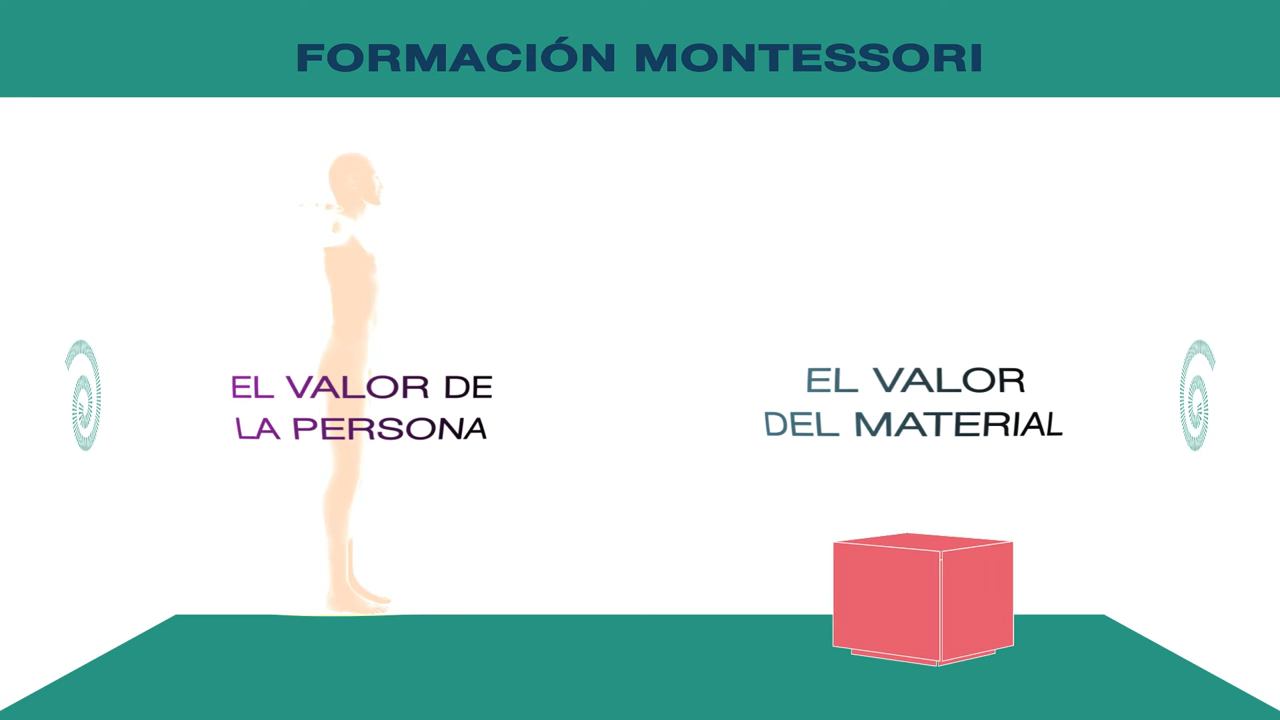 FORMACIÓN MONTESSORI
EL VALOR DE
LA PERSONA
EL VALOR
DEL MATERIAL